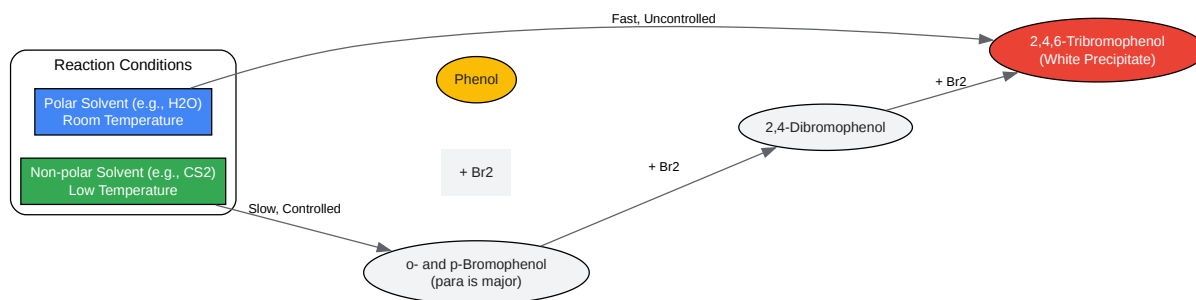 Reaction Conditions
Polar Solvent (e.g., H2O)
Room Temperature
Non-polar Solvent (e.g., CS2)
Low Temperature
Fast, Uncontrolled
Slow, Controlled
Phenol
+ Br2
o- and p-Bromophenol
(para is major)
+ Br2
2,4-Dibromophenol
+ Br2
2,4,6-Tribromophenol
(White Precipitate)